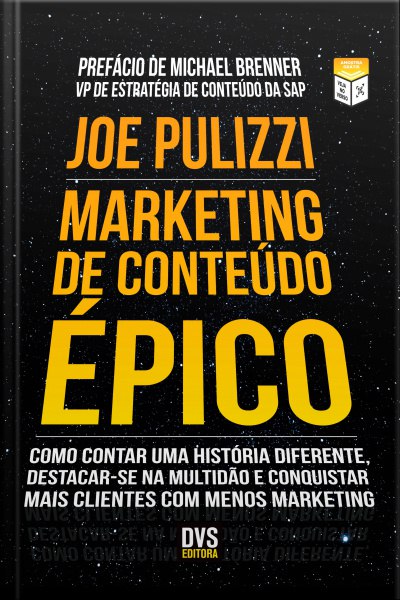 PREFÁCIO DE MICHAEL BRENNER
VP DE ESTRATÉGIA DE CONTEÚDO DA SAP
JOE PULIZZI
MARKETING
DE CONTEÚDO
ÉPICO
COMO CONTAR UMA HISTÓRIA DIFERENTE,
DESTACAR-SE NA MULTIDÃO E CONQUISTAR
MAIS CLIENTES COM MENOS MARKETING
DVS
EDITORA